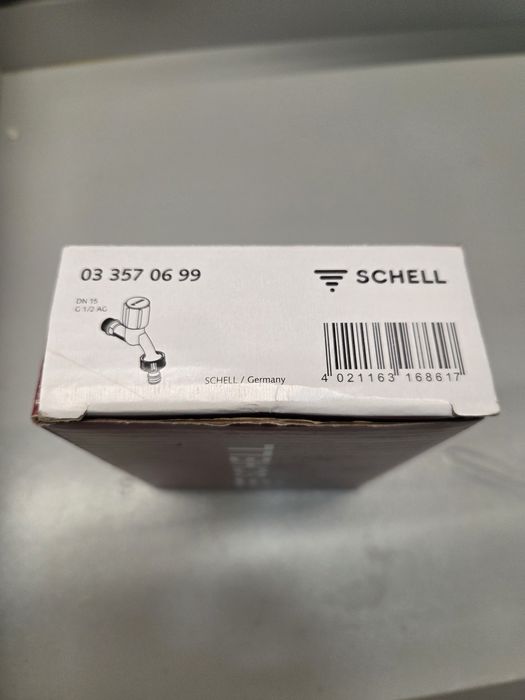 03 357 06 99
SCHELL
DN 15
G 1/2 AG
SCHELL / Germany
4 021163 168617